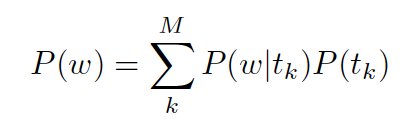 P(w) = \sum_{k}^{M} P(w|t_k)P(t_k)